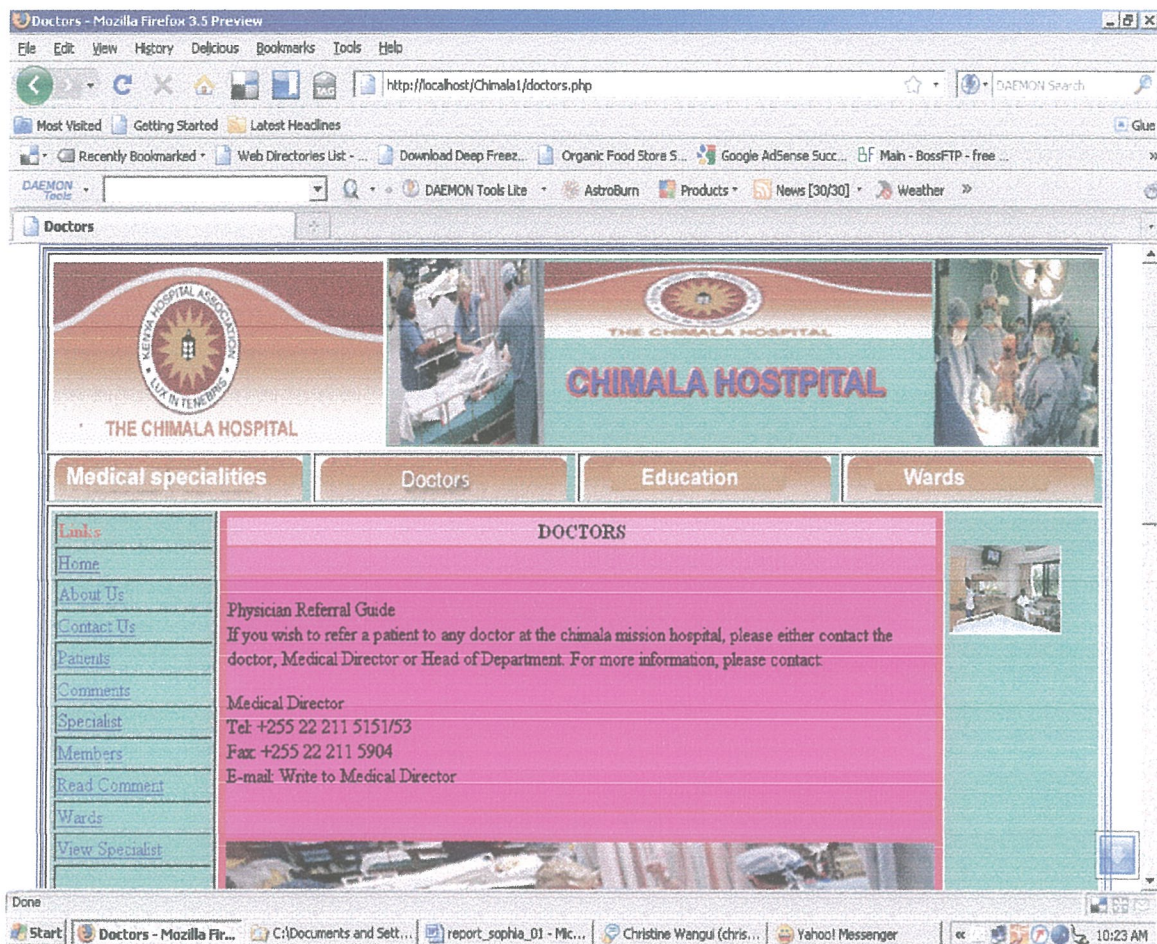 Doctors - Mozilla Firefox 3.5 Preview
File Edit View History Delicious Bookmarks Tools Help
TAG http://localhost/Chimala1/doctors.php DAEMON Search
Most Visited Getting Started Latest Headlines Glue
Recently Bookmarked Web Directories List - ... Download Deep Freez... Organic Food Store S... Google AdSense Succ... BF Main - BossFTP - free ... »
DAEMON Tools DAEMON Tools Lite AstroBurn Products News [30/30] Weather »
Doctors
KENYA HOSPITAL ASSOCIATION
LUX IN TENEBRIS
THE CHIMALA HOSPITAL
THE CHIMALA HOSPITAL
CHIMALA HOSTPITAL
Medical specialities Doctors Education Wards
Links
Home
About Us
Contact Us
Patients
Comments
Specialist
Members
Read Comment
Wards
View Specialist
DOCTORS
Physician Referral Guide
If you wish to refer a patient to any doctor at the chimala mission hospital, please either contact the
doctor, Medical Director or Head of Department. For more information, please contact:
Medical Director
Tel: +255 22 211 5151/53
Fax: +255 22 211 5904
E-mail: Write to Medical Director
Done
Start Doctors - Mozilla Fir... C:\Documents and Sett... report_sophia_01 - Mic... Christine Wangui (chris... Yahoo! Messenger « 10:23 AM